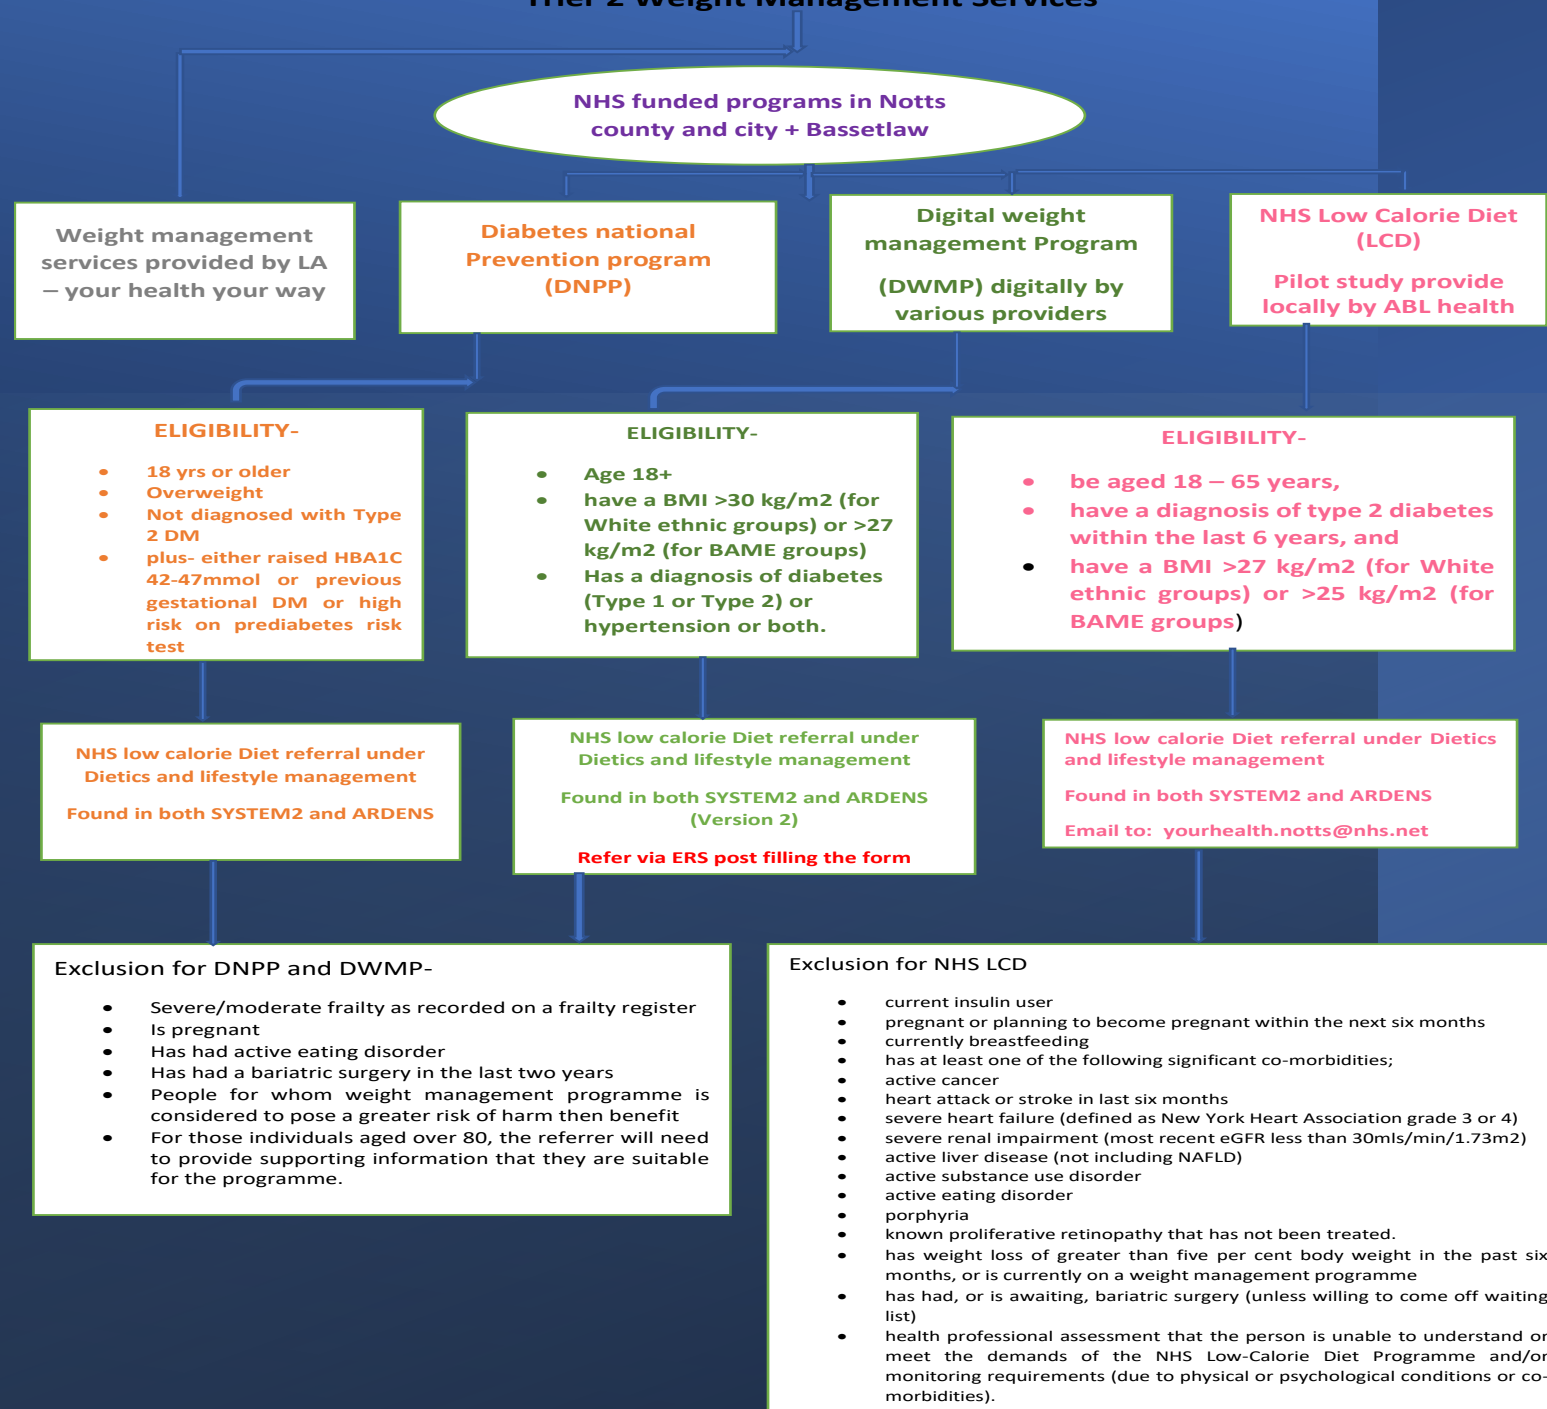 Trier 2 Weight Management Services
NHS funded programs in Notts
county and city + Bassetlaw
Weight management
services provided by LA
– your health your way
Diabetes national
Prevention program
(DNPP)
Digital weight
management Program
(DWMP) digitally by
various providers
NHS Low Calorie Diet
(LCD)
Pilot study provide
locally by ABL health
ELIGIBILITY-
• 18 yrs or older
• Overweight
• Not diagnosed with Type
2 DM
• plus- either raised HBA1C
42-47mmol or previous
gestational DM or high
risk on prediabetes risk
test
ELIGIBILITY-
• Age 18+
• have a BMI >30 kg/m2 (for
White ethnic groups) or >27
kg/m2 (for BAME groups)
• Has a diagnosis of diabetes
(Type 1 or Type 2) or
hypertension or both.
ELIGIBILITY-
• be aged 18 – 65 years,
• have a diagnosis of type 2 diabetes
within the last 6 years, and
• have a BMI >27 kg/m2 (for White
ethnic groups) or >25 kg/m2 (for
BAME groups)
NHS low calorie Diet referral under
Dietics and lifestyle management
Found in both SYSTEM2 and ARDENS
NHS low calorie Diet referral under
Dietics and lifestyle management
Found in both SYSTEM2 and ARDENS
(Version 2)
Refer via ERS post filling the form
NHS low calorie Diet referral under Dietics
and lifestyle management
Found in both SYSTEM2 and ARDENS
Email to: yourhealth.notts@nhs.net
Exclusion for DNPP and DWMP-
• Severe/moderate frailty as recorded on a frailty register
• Is pregnant
• Has had active eating disorder
• Has had a bariatric surgery in the last two years
• People for whom weight management programme is
considered to pose a greater risk of harm then benefit
• For those individuals aged over 80, the referrer will need
to provide supporting information that they are suitable
for the programme.
Exclusion for NHS LCD
• current insulin user
• pregnant or planning to become pregnant within the next six months
• currently breastfeeding
• has at least one of the following significant co-morbidities;
• active cancer
• heart attack or stroke in last six months
• severe heart failure (defined as New York Heart Association grade 3 or 4)
• severe renal impairment (most recent eGFR less than 30mls/min/1.73m2)
• active liver disease (not including NAFLD)
• active substance use disorder
• active eating disorder
• porphyria
• known proliferative retinopathy that has not been treated.
• has weight loss of greater than five per cent body weight in the past six
months, or is currently on a weight management programme
• has had, or is awaiting, bariatric surgery (unless willing to come off waiting
list)
• health professional assessment that the person is unable to understand or
meet the demands of the NHS Low-Calorie Diet Programme and/or
monitoring requirements (due to physical or psychological conditions or co-
morbidities).